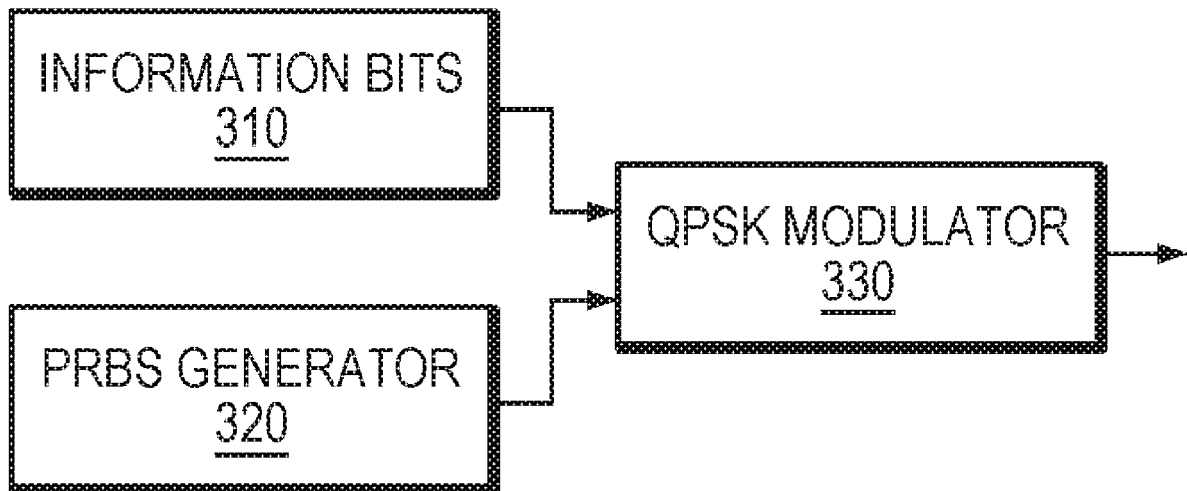 INFORMATION BITS
310
QPSK MODULATOR
330
PRBS GENERATOR
320